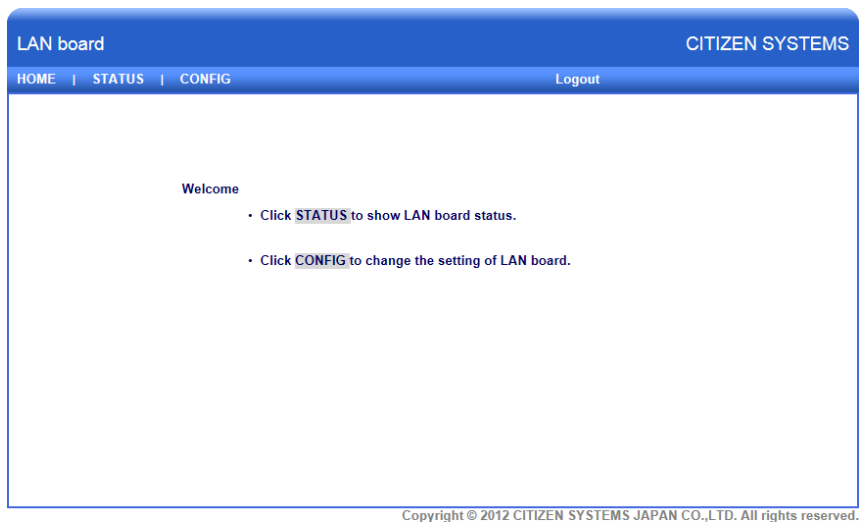 LAN board CITIZEN SYSTEMS
HOME | STATUS | CONFIG Logout
Welcome
・ Click STATUS to show LAN board status.
・ Click CONFIG to change the setting of LAN board.
Copyright © 2012 CITIZEN SYSTEMS JAPAN CO.,LTD. All rights reserved.